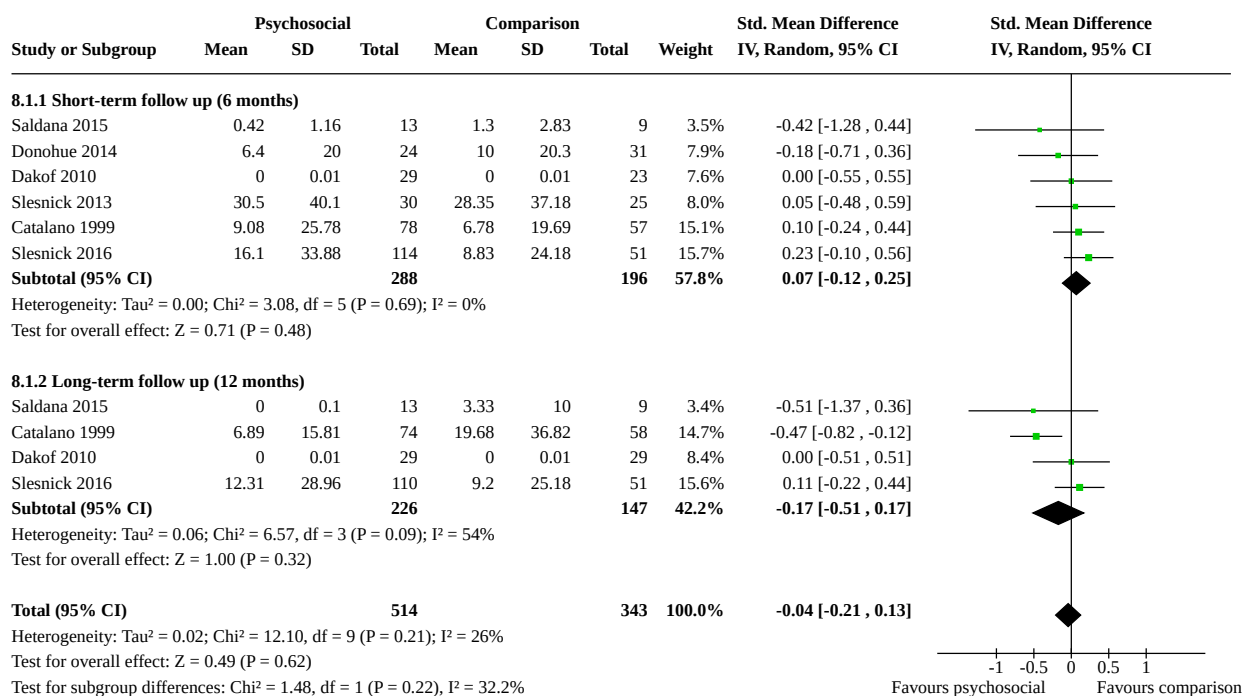 Psychosocial Comparison Std. Mean Difference Std. Mean Difference
Study or Subgroup Mean SD Total Mean SD Total Weight IV, Random, 95% CI IV, Random, 95% CI
8.1.1 Short-term follow up (6 months)
Saldana 2015 0.42 1.16 13 1.3 2.83 9 3.5% -0.42 [-1.28 , 0.44]
Donohue 2014 6.4 20 24 10 20.3 31 7.9% -0.18 [-0.71 , 0.36]
Dakof 2010 0 0.01 29 0 0.01 23 7.6% 0.00 [-0.55 , 0.55]
Slesnick 2013 30.5 40.1 30 28.35 37.18 25 8.0% 0.05 [-0.48 , 0.59]
Catalano 1999 9.08 25.78 78 6.78 19.69 57 15.1% 0.10 [-0.24 , 0.44]
Slesnick 2016 16.1 33.88 114 8.83 24.18 51 15.7% 0.23 [-0.10 , 0.56]
Subtotal (95% CI) 288 196 57.8% 0.07 [-0.12 , 0.25]
Heterogeneity: Tau² = 0.00; Chi² = 3.08, df = 5 (P = 0.69); I² = 0%
Test for overall effect: Z = 0.71 (P = 0.48)
8.1.2 Long-term follow up (12 months)
Saldana 2015 0 0.1 13 3.33 10 9 3.4% -0.51 [-1.37 , 0.36]
Catalano 1999 6.89 15.81 74 19.68 36.82 58 14.7% -0.47 [-0.82 , -0.12]
Dakof 2010 0 0.01 29 0 0.01 29 8.4% 0.00 [-0.51 , 0.51]
Slesnick 2016 12.31 28.96 110 9.2 25.18 51 15.6% 0.11 [-0.22 , 0.44]
Subtotal (95% CI) 226 147 42.2% -0.17 [-0.51 , 0.17]
Heterogeneity: Tau² = 0.06; Chi² = 6.57, df = 3 (P = 0.09); I² = 54%
Test for overall effect: Z = 1.00 (P = 0.32)
Total (95% CI) 514 343 100.0% -0.04 [-0.21 , 0.13]
Heterogeneity: Tau² = 0.02; Chi² = 12.10, df = 9 (P = 0.21); I² = 26%
Test for overall effect: Z = 0.49 (P = 0.62)
-1 -0.5 0 0.5 1
Test for subgroup differences: Chi² = 1.48, df = 1 (P = 0.22), I² = 32.2% Favours psychosocial Favours comparison